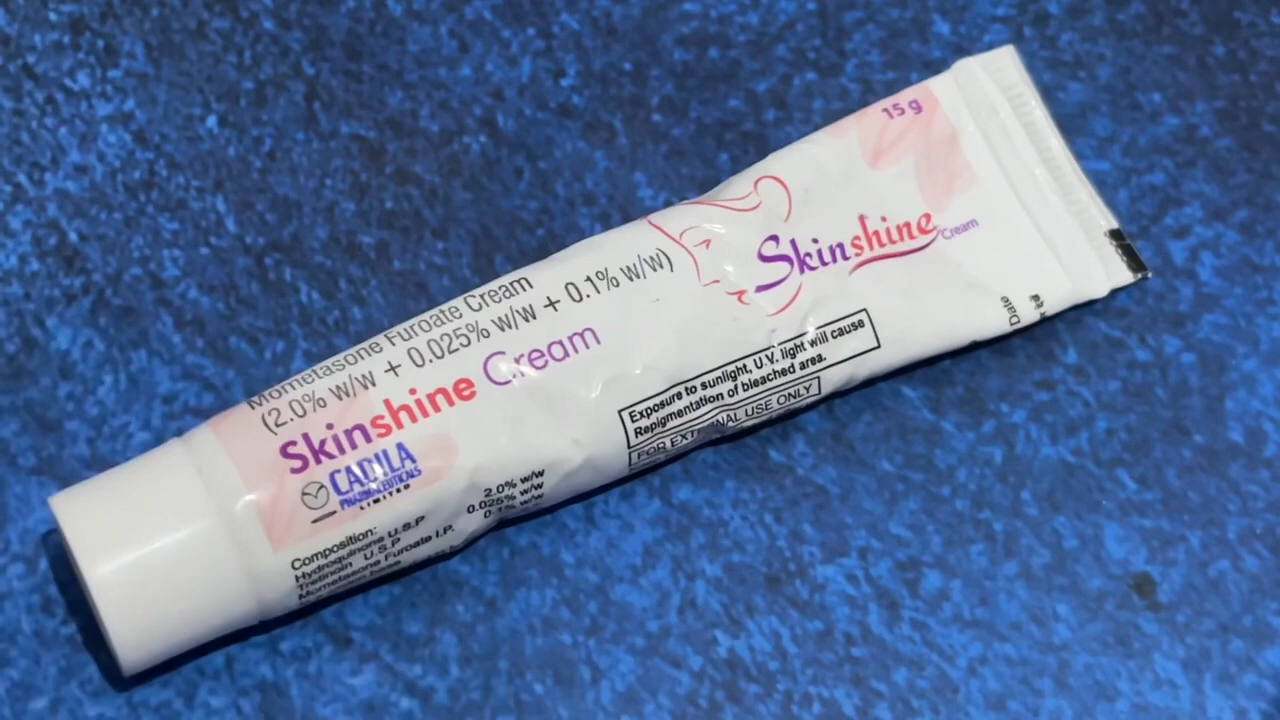 15 g
Skinshine Cream
Mometasone Furoate Cream
(2.0% w/w + 0.025% w/w + 0.1% w/w)
Skinshine Cream
CADILA
PHARMACEUTICALS
LIMITED
Exposure to sunlight, U.V. light will cause
Repigmentation of bleached area.
FOR EXTERNAL USE ONLY
Composition:
Hydroquinone U.S.P 2.0% w/w
Tretinoin U.S.P 0.025% w/w
Mometasone Furoate I.P. 0.1% w/w
Date